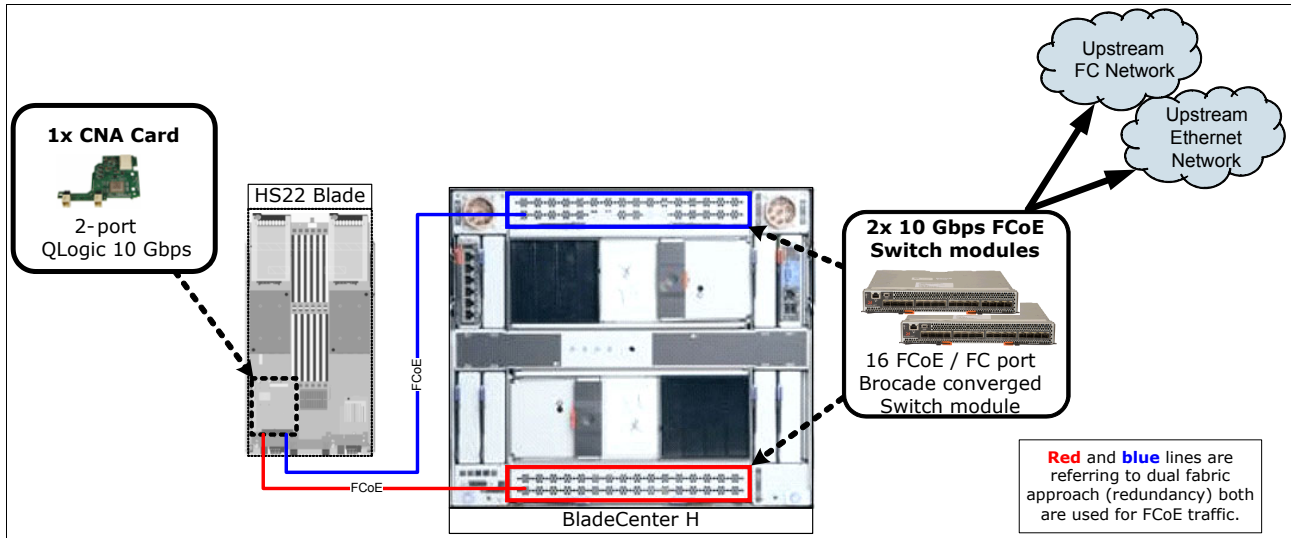 1x CNA Card
2-port
QLogic 10 Gbps
HS22 Blade
FCoE
FCoE
BladeCenter H
Upstream
FC Network
Upstream
Ethernet
Network
2x 10 Gbps FCoE
Switch modules
16 FCoE / FC port
Brocade converged
Switch module
Red and blue lines are
referring to dual fabric
approach (redundancy) both
are used for FCoE traffic.